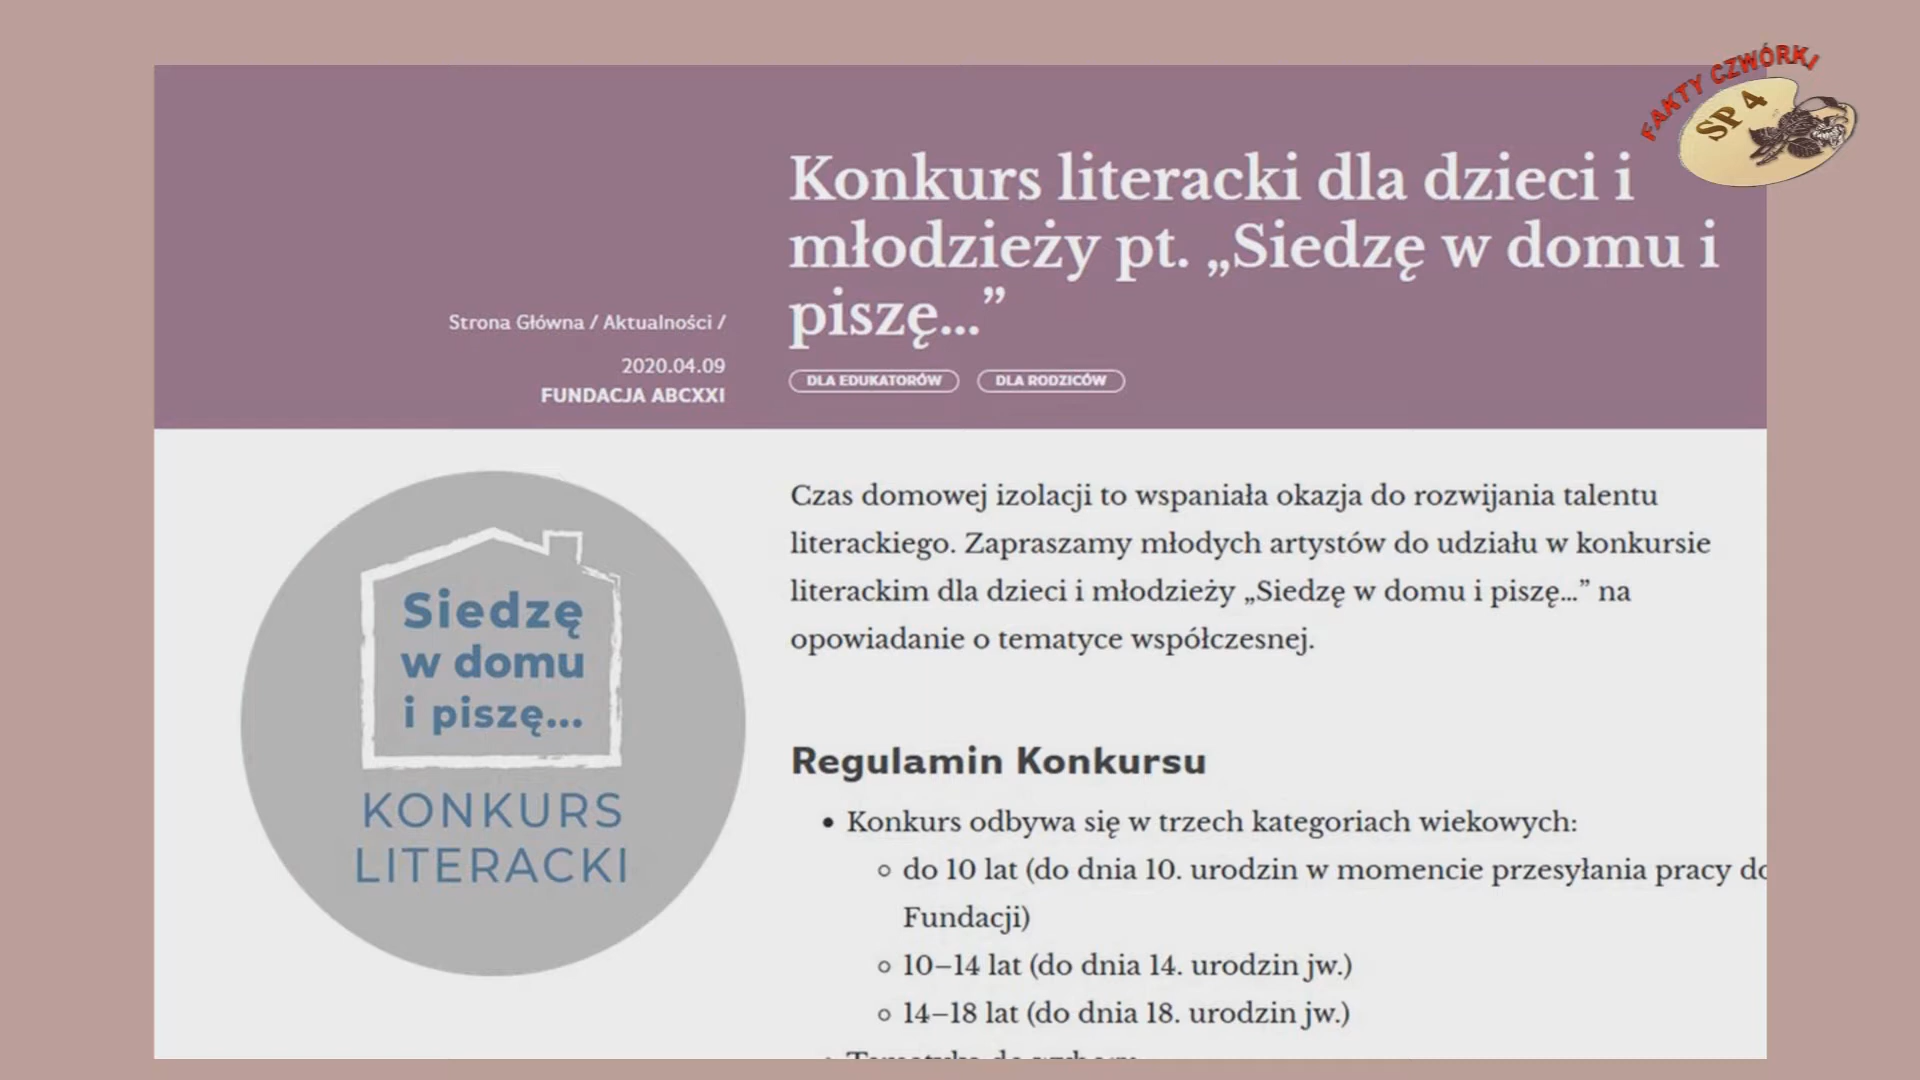 FAKTY CZWÓRKI
SP 4
Konkurs literacki dla dzieci i
młodzieży pt. „Siedzę w domu i
piszę...”
Strona Główna / Aktualności /
2020.04.09
FUNDACJA ABCXXI
DLA EDUKATORÓW
DLA RODZICÓW
Siedzę
w domu
i piszę...
KONKURS
LITERACKI
Czas domowej izolacji to wspaniała okazja do rozwijania talentu
literackiego. Zapraszamy młodych artystów do udziału w konkursie
literackim dla dzieci i młodzieży „Siedzę w domu i piszę...” na
opowiadanie o tematyce współczesnej.
Regulamin Konkursu
• Konkurs odbywa się w trzech kategoriach wiekowych:
◦ do 10 lat (do dnia 10. urodzin w momencie przesyłania pracy do
Fundacji)
◦ 10–14 lat (do dnia 14. urodzin jw.)
◦ 14–18 lat (do dnia 18. urodzin jw.)